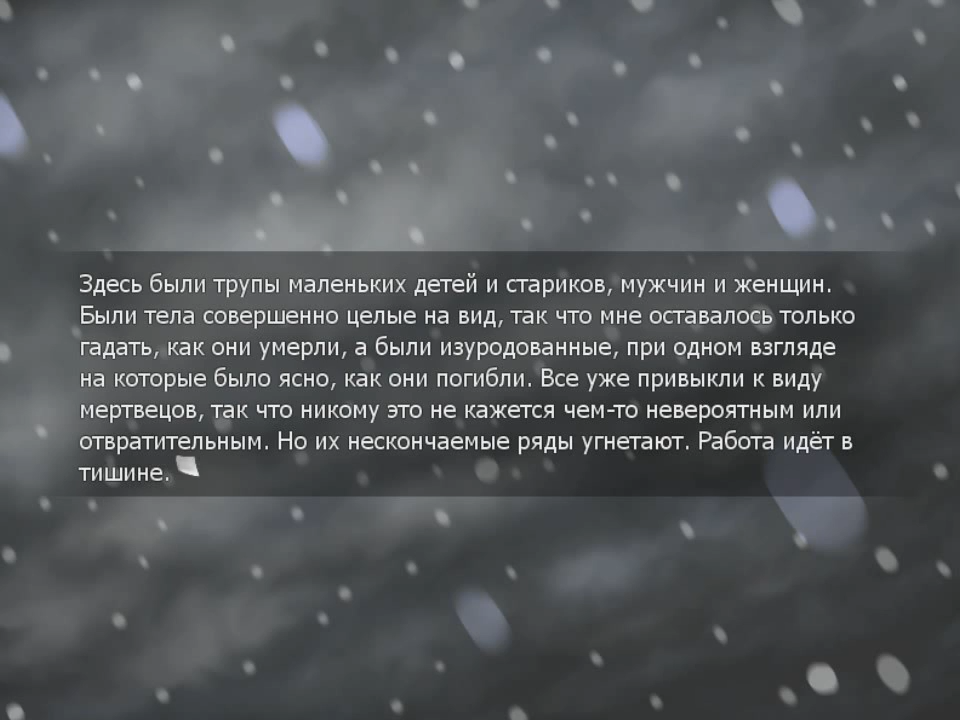 Здесь были трупы маленьких детей и стариков, мужчин и женщин.
Были тела совершенно целые на вид, так что мне оставалось только
гадать, как они умерли, а были изуродованные, при одном взгляде
на которые было ясно, как они погибли. Все уже привыкли к виду
мертвецов, так что никому это не кажется чем-то невероятным или
отвратительным. Но их нескончаемые ряды угнетают. Работа идёт в
тишине.